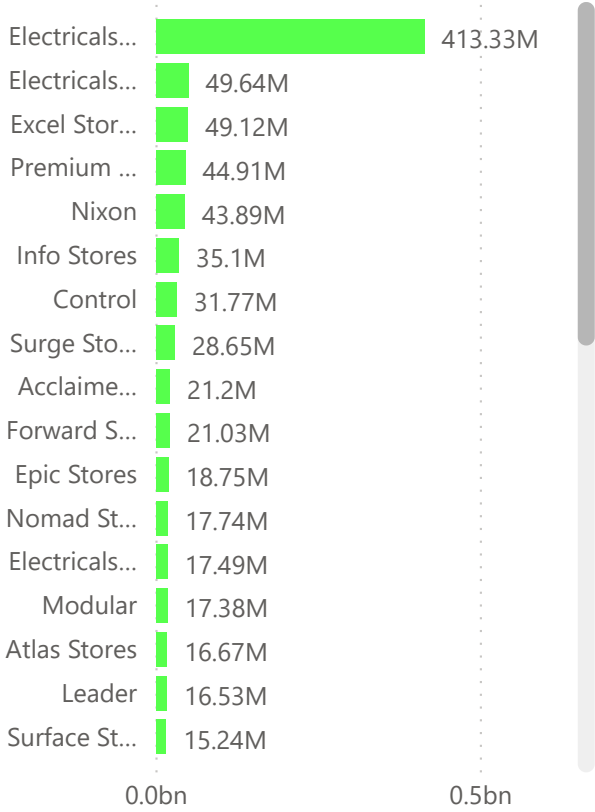 Electricals... 413.33M
Electricals... 49.64M
Excel Stor... 49.12M
Premium ... 44.91M
Nixon 43.89M
Info Stores 35.1M
Control 31.77M
Surge Sto... 28.65M
Acclaime... 21.2M
Forward S... 21.03M
Epic Stores 18.75M
Nomad St... 17.74M
Electricals... 17.49M
Modular 17.38M
Atlas Stores 16.67M
Leader 16.53M
Surface St... 15.24M
0.0bn 0.5bn